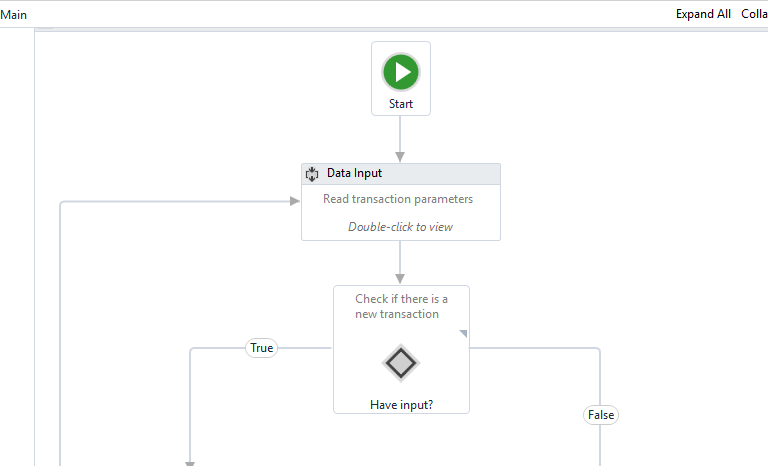 Main
Expand All
Colla
Start
Data Input
Read transaction parameters
Double-click to view
Check if there is a
new transaction
True
Have input?
False